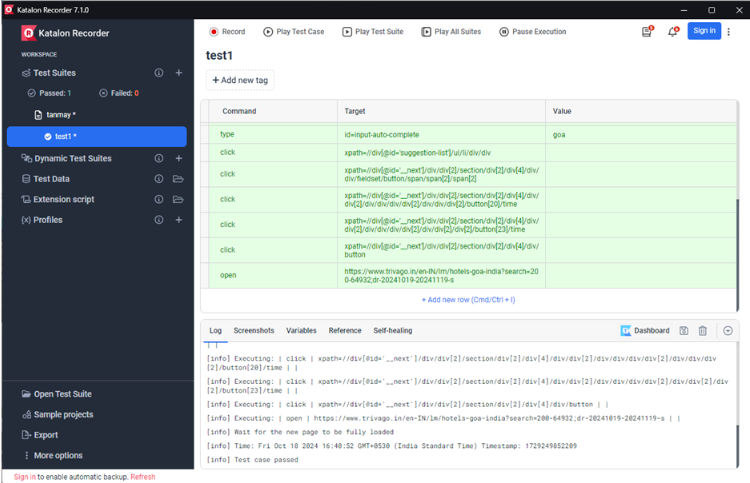 Katalon Recorder 7.1.0
Katalon Recorder
Record
Play Test Case
Play Test Suite
Play All Suites
Pause Execution
Sign in
WORKSPACE
Test Suites
Passed: 1
Failed: 0
tanmay *
test1 *
Dynamic Test Suites
Test Data
Extension script
{x} Profiles
Open Test Suite
Sample projects
Export
More options
test1
+ Add new tag
Command Target Value
type id=input-auto-complete goa
click xpath=//div[@id='suggestion-list']/ul/li/div/div
click xpath=//div[@id='__next']/div/div[2]/section/div[2]/div[4]/div/
div/fieldset/button/span/span[2]/span[2]
click xpath=//div[@id='__next']/div/div[2]/section/div[2]/div[4]/div/
div[2]/div/div/div/div[2]/div/div/div[2]/button[20]/time
click xpath=//div[@id='__next']/div/div[2]/section/div[2]/div[4]/div/
div[2]/div/div/div/div[2]/div/div[2]/div[2]/button[23]/time
click xpath=//div[@id='__next']/div/div[2]/section/div[2]/div[4]/div/
button
open https://www.trivago.in/en-IN/lm/hotels-goa-india?search=20
0-64932;dr-20241019-20241119-s
+ Add new row (Cmd/Ctrl + I)
Log Screenshots Variables Reference Self-healing
Dashboard
| |
[info] Executing: | click | xpath=//div[@id='__next']/div/div[2]/section/div[2]/div[4]/div/div[2]/div/div/div/div[2]/div/div/div
[2]/button[20]/time | |
[info] Executing: | click | xpath=//div[@id='__next']/div/div[2]/section/div[2]/div[4]/div/div[2]/div/div/div/div[2]/div/div[2]/di
v[2]/button[23]/time | |
[info] Executing: | click | xpath=//div[@id='__next']/div/div[2]/section/div[2]/div[4]/div/button | |
[info] Executing: | open | https://www.trivago.in/en-IN/lm/hotels-goa-india?search=200-64932;dr-20241019-20241119-s | |
[info] Wait for the new page to be fully loaded
[info] Time: Fri Oct 18 2024 16:40:52 GMT+0530 (India Standard Time) Timestamp: 1729249852209
[info] Test case passed
Sign in to enable automatic backup. Refresh